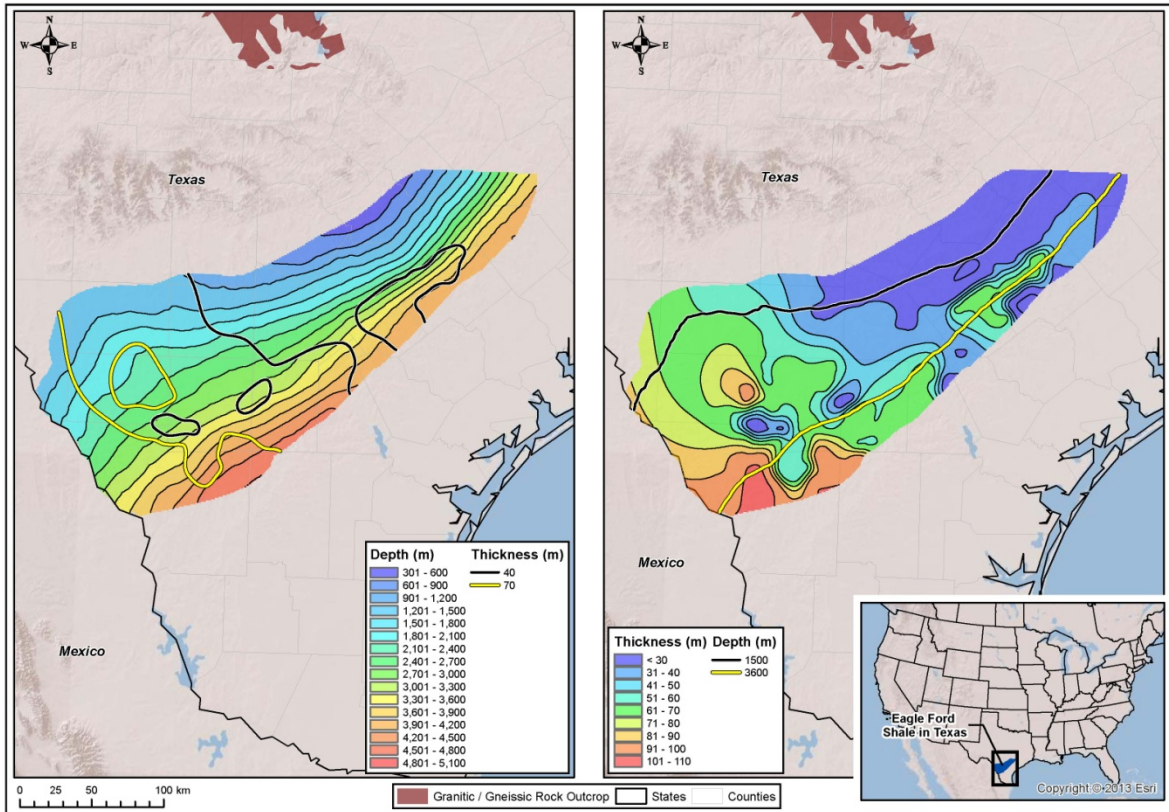 N
W E
S
Texas
Mexico
Depth (m) Thickness (m)
301 - 600 40
601 - 900 70
901 - 1,200
1,201 - 1,500
1,501 - 1,800
1,801 - 2,100
2,101 - 2,400
2,401 - 2,700
2,701 - 3,000
3,001 - 3,300
3,301 - 3,600
3,601 - 3,900
3,901 - 4,200
4,201 - 4,500
4,501 - 4,800
4,801 - 5,100
0 20 40 60 80 100 km
N
W E
S
Texas
Mexico
Thickness (m) Depth (m)
< 30 1500
31 - 40 3600
41 - 50
51 - 60
61 - 70
71 - 80
81 - 90
91 - 100
101 - 110
Eagle Ford
Shale in Texas
Copyright © 2013 Esri
Granitic / Gneissic Rock Outcrop States Counties